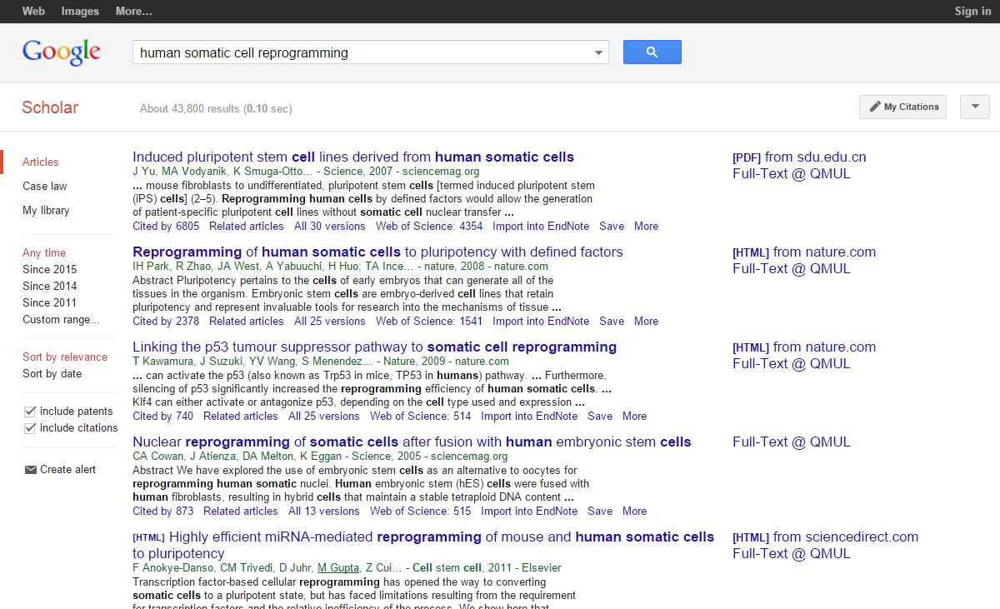 Web Images More... Sign in
Google
human somatic cell reprogramming
Scholar About 43,800 results (0.10 sec) My Citations
Articles
Case law
My library
Any time
Since 2015
Since 2014
Since 2011
Custom range...
Sort by relevance
Sort by date
include patents
include citations
Create alert
Induced pluripotent stem cell lines derived from human somatic cells
J Yu, MA Vodyanik, K Smuga-Otto... - Science, 2007 - sciencemag.org
... mouse fibroblasts to undifferentiated, pluripotent stem cells [termed induced pluripotent stem
(iPS) cells] (2–5). Reprogramming human cells by defined factors would allow the generation
of patient-specific pluripotent cell lines without somatic cell nuclear transfer ...
Cited by 6805 Related articles All 30 versions Web of Science: 4354 Import into EndNote Save More
[PDF] from sdu.edu.cn
Full-Text @ QMUL
Reprogramming of human somatic cells to pluripotency with defined factors
IH Park, R Zhao, JA West, A Yabuuchi, H Huo, TA Ince... - nature, 2008 - nature.com
Abstract Pluripotency pertains to the cells of early embryos that can generate all of the
tissues in the organism. Embryonic stem cells are embryo-derived cell lines that retain
pluripotency and represent invaluable tools for research into the mechanisms of tissue ...
Cited by 2378 Related articles All 25 versions Web of Science: 1541 Import into EndNote Save More
[HTML] from nature.com
Full-Text @ QMUL
Linking the p53 tumour suppressor pathway to somatic cell reprogramming
T Kawamura, J Suzuki, YV Wang, S Menendez... - Nature, 2009 - nature.com
... can activate the p53 (also known as Trp53 in mice, TP53 in humans) pathway. ... Furthermore,
silencing of p53 significantly increased the reprogramming efficiency of human somatic cells. ...
Klf4 can either activate or antagonize p53, depending on the cell type used and expression ...
Cited by 740 Related articles All 25 versions Web of Science: 514 Import into EndNote Save More
[HTML] from nature.com
Full-Text @ QMUL
Nuclear reprogramming of somatic cells after fusion with human embryonic stem cells
CA Cowan, J Atienza, DA Melton, K Eggan - Science, 2005 - sciencemag.org
Abstract We have explored the use of embryonic stem cells as an alternative to oocytes for
reprogramming human somatic nuclei. Human embryonic stem (hES) cells were fused with
human fibroblasts, resulting in hybrid cells that maintain a stable tetraploid DNA content ...
Cited by 873 Related articles All 13 versions Web of Science: 515 Import into EndNote Save More
Full-Text @ QMUL
[HTML] Highly efficient miRNA-mediated reprogramming of mouse and human somatic cells
to pluripotency
F Anokye-Danso, CM Trivedi, D Juhr, M Gupta, Z Cui... - Cell stem cell, 2011 - Elsevier
Transcription factor-based cellular reprogramming has opened the way to converting
somatic cells to a pluripotent state, but has faced limitations resulting from the requirement
for transcription factors and the relative inefficiency of the process. We show here that
[HTML] from sciencedirect.com
Full-Text @ QMUL